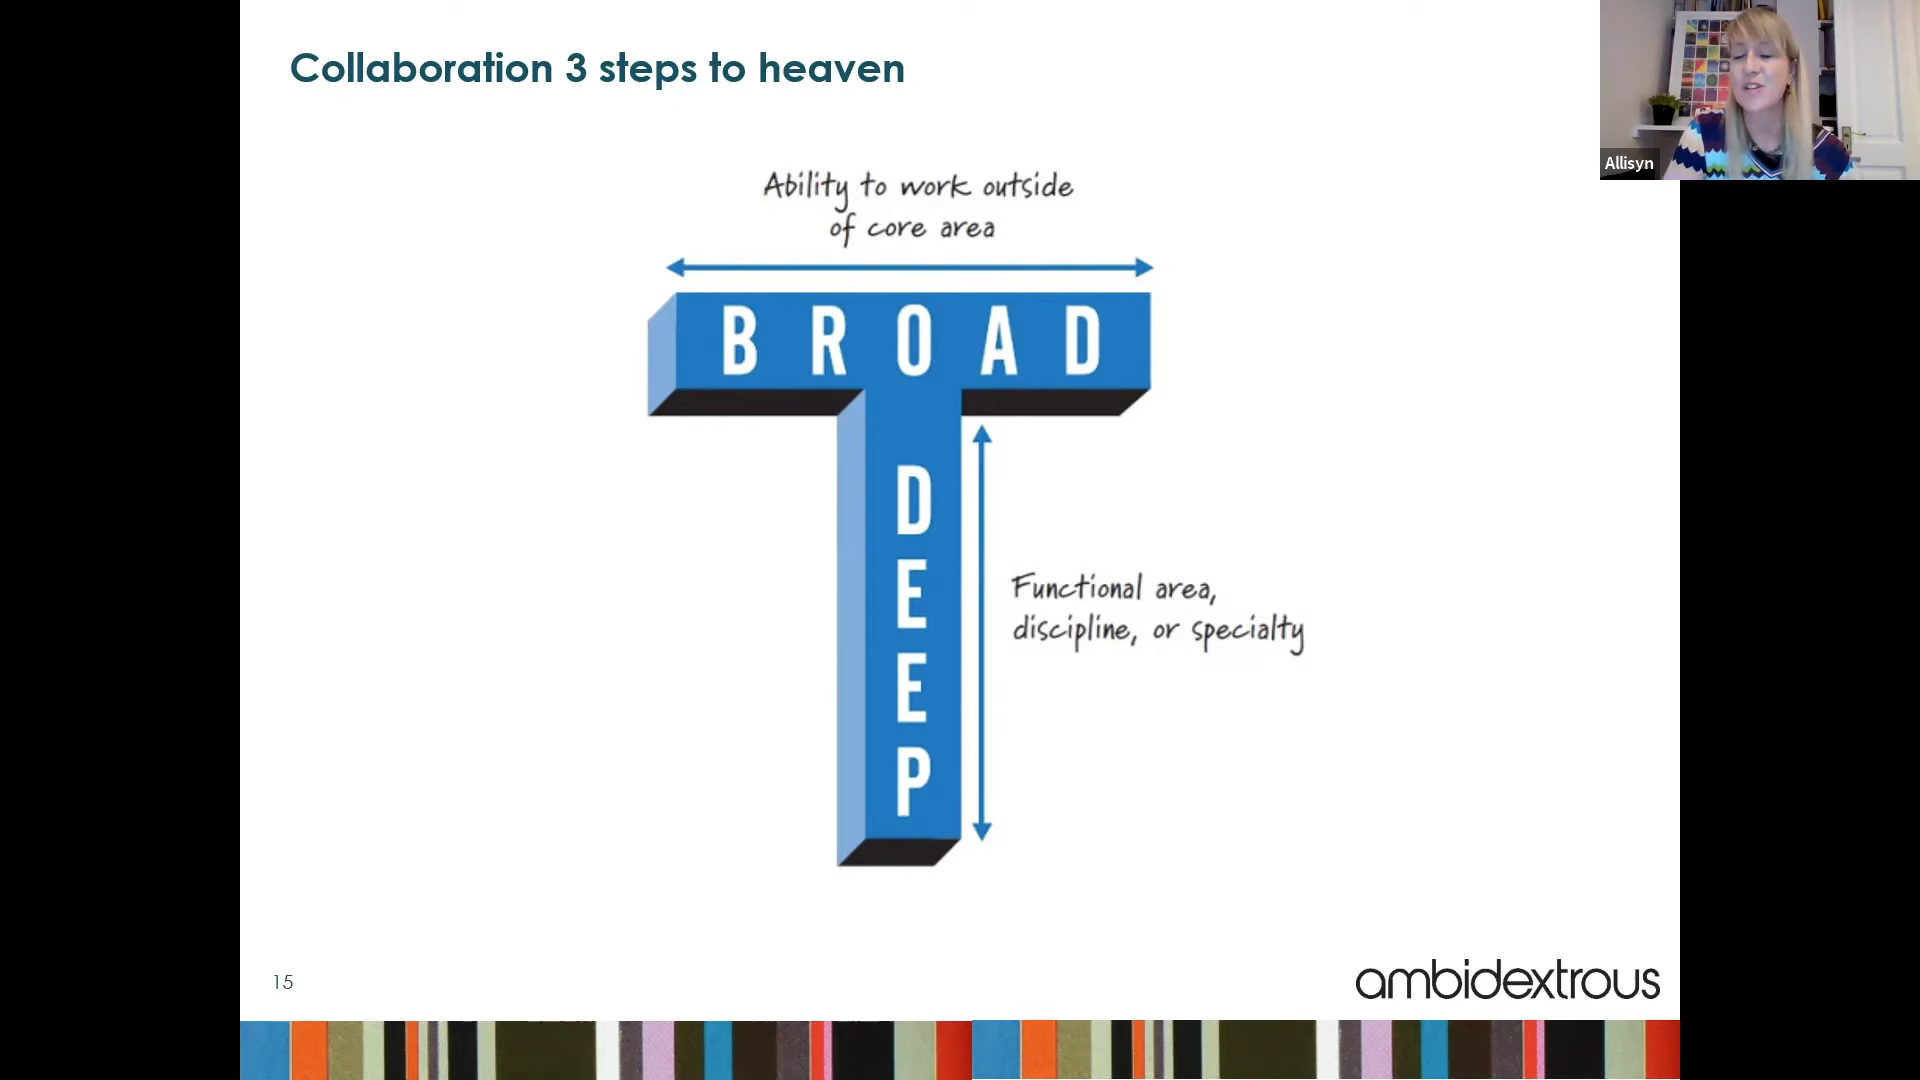 Collaboration 3 steps to heaven
Allisyn
Ability to work outside
of core area
BROAD
DEEP
Functional area,
discipline, or specialty
15
ambidextrous